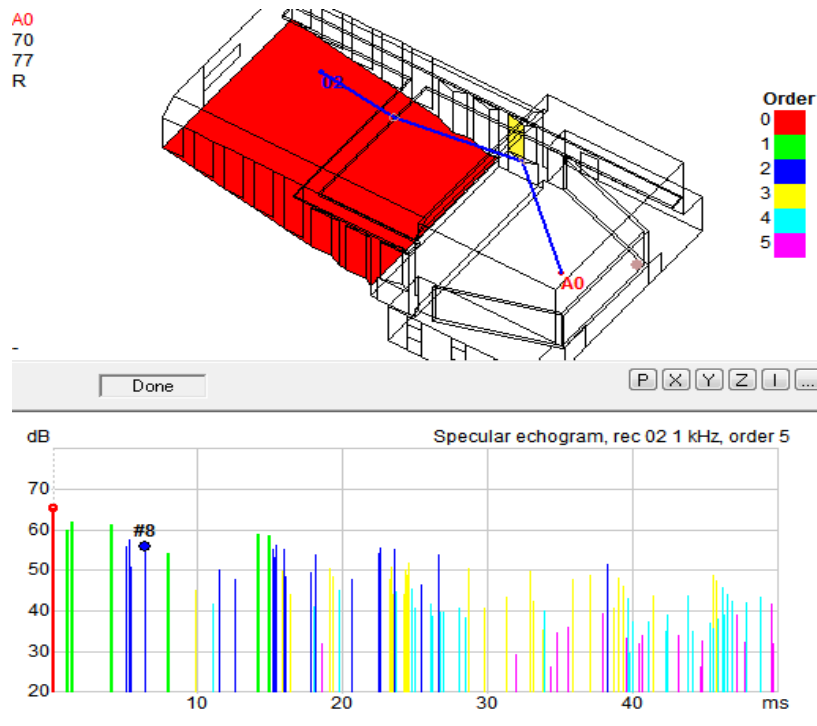 A0
70
77
R
02
A0
Order
0
1
2
3
4
5
-
Done
P X Y Z I ...
dB
Specular echogram, rec 02 1 kHz, order 5
70
60
50
40
30
20
#8
10 20 30 40 ms